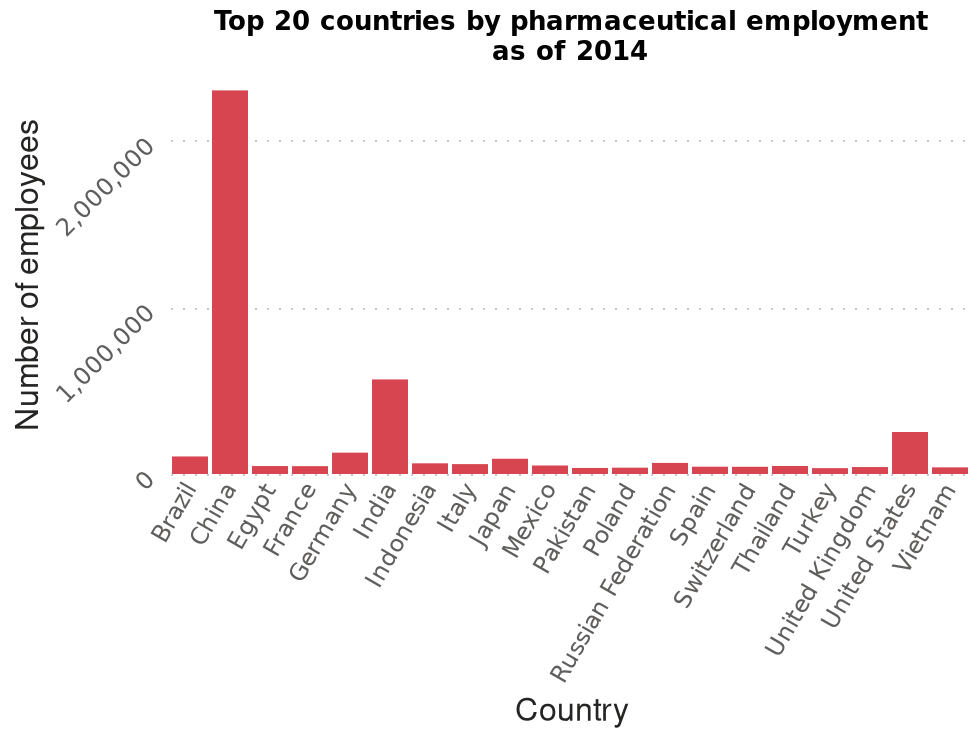 Top 20 countries by pharmaceutical employment
as of 2014
Number of employees
2,000,000
1,000,000
0
Brazil
China
Egypt
France
Germany
India
Indonesia
Italy
Japan
Mexico
Pakistan
Poland
Russian Federation
Spain
Switzerland
Thailand
Turkey
United Kingdom
United States
Vietnam
Country